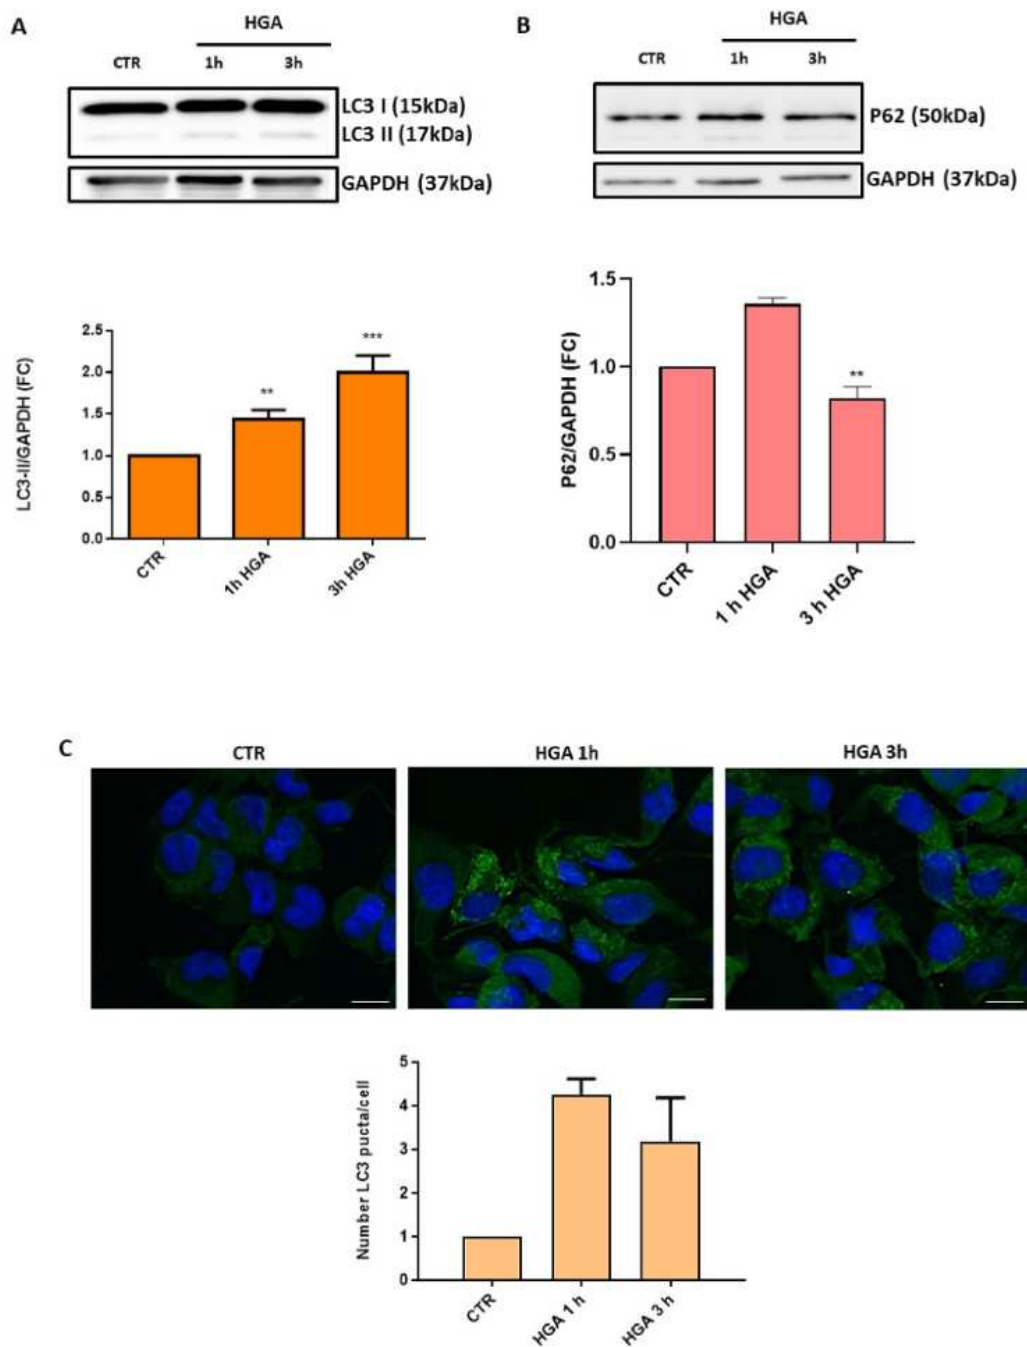 A
HGA
CTR 1h 3h
LC3 I (15kDa)
LC3 II (17kDa)
GAPDH (37kDa)
LC3-II/GAPDH (FC)
2.5
2.0
1.5
1.0
0.5
0.0
**
***
CTR
1h HGA
3h HGA
B
HGA
CTR 1h 3h
P62 (50kDa)
GAPDH (37kDa)
P62/GAPDH (FC)
1.5
1.0
0.5
0.0
**
CTR
1 h HGA
3 h HGA
C
CTR
HGA 1h
HGA 3h
Number LC3 pucta/cell
5
4
3
2
1
0
CTR
HGA 1 h
HGA 3 h